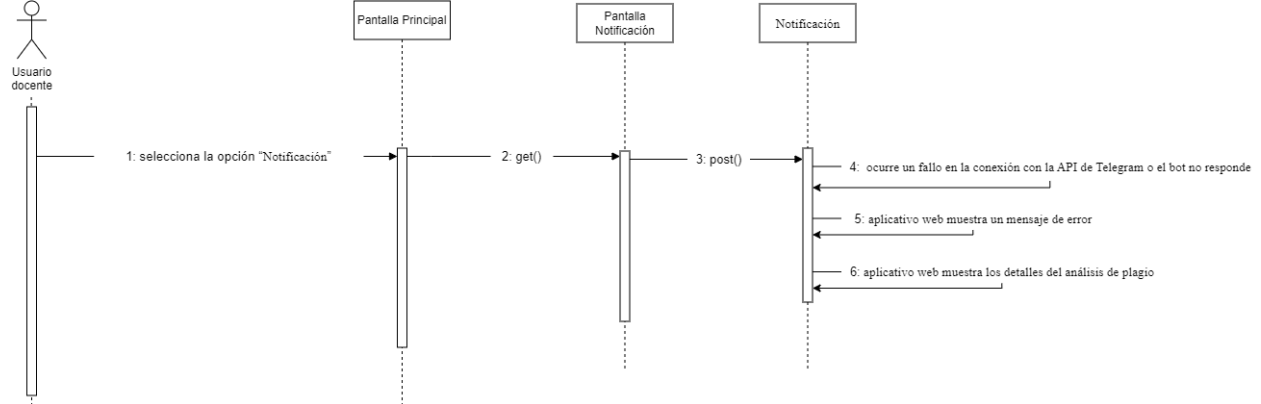 Usuario
docente
Pantalla Principal
Pantalla
Notificación
Notificación
1: selecciona la opción “Notificación”
2: get()
3: post()
4: ocurre un fallo en la conexión con la API de Telegram o el bot no responde
5: aplicativo web muestra un mensaje de error
6: aplicativo web muestra los detalles del análisis de plagio